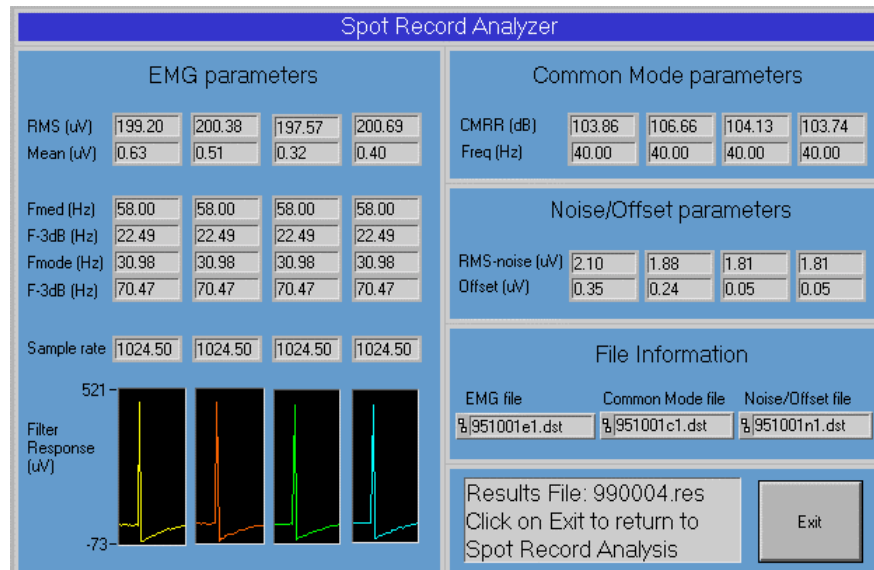 Spot Record Analyzer
EMG parameters
RMS (uV) 199.20 200.38 197.57 200.69
Mean (uV) 0.63 0.51 0.32 0.40
Fmed (Hz) 58.00 58.00 58.00 58.00
F-3dB (Hz) 22.49 22.49 22.49 22.49
Fmode (Hz) 30.98 30.98 30.98 30.98
F-3dB (Hz) 70.47 70.47 70.47 70.47
Sample rate 1024.50 1024.50 1024.50 1024.50
521
Filter
Response
(uV)
-73
Common Mode parameters
CMRR (dB) 103.86 106.66 104.13 103.74
Freq (Hz) 40.00 40.00 40.00 40.00
Noise/Offset parameters
RMS-noise (uV) 2.10 1.88 1.81 1.81
Offset (uV) 0.35 0.24 0.05 0.05
File Information
EMG file Common Mode file Noise/Offset file
951001e1.dst 951001c1.dst 951001n1.dst
Results File: 990004.res
Click on Exit to return to
Spot Record Analysis
Exit